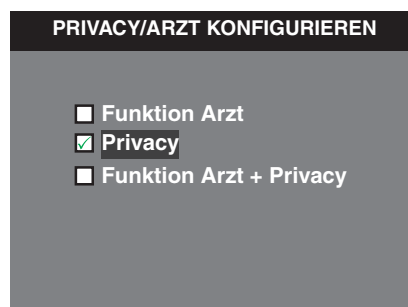 PRIVACY/ARZT KONFIGURIEREN
Funktion Arzt
Privacy
Funktion Arzt + Privacy